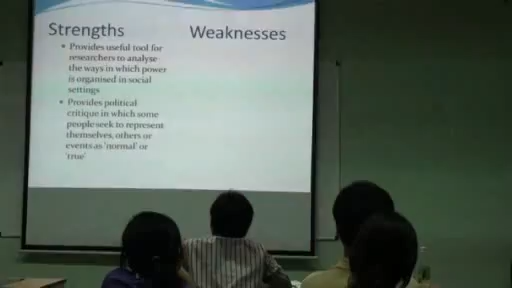 Strengths
Weaknesses
• Provides useful tool for
researchers to analyse
the ways in which power
is organised in social
settings
• Provides political
critique in which some
people seek to represent
themselves, others or
events as 'normal' or
'true'